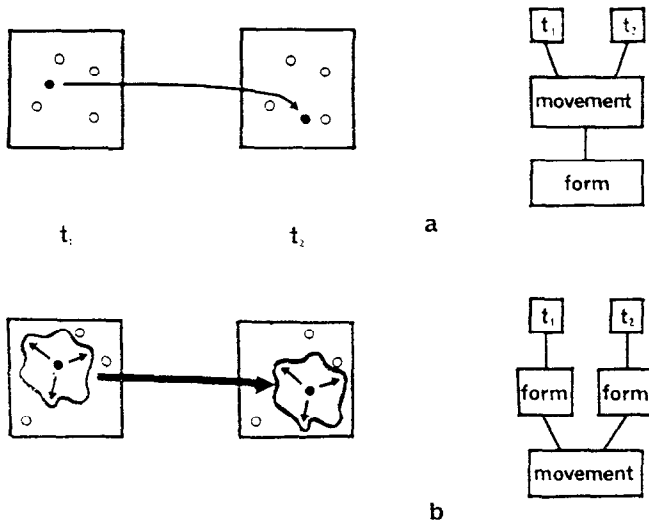 t₁ t₂
movement
form
t₁ t₂ a
t₁ t₂
form form
movement
b